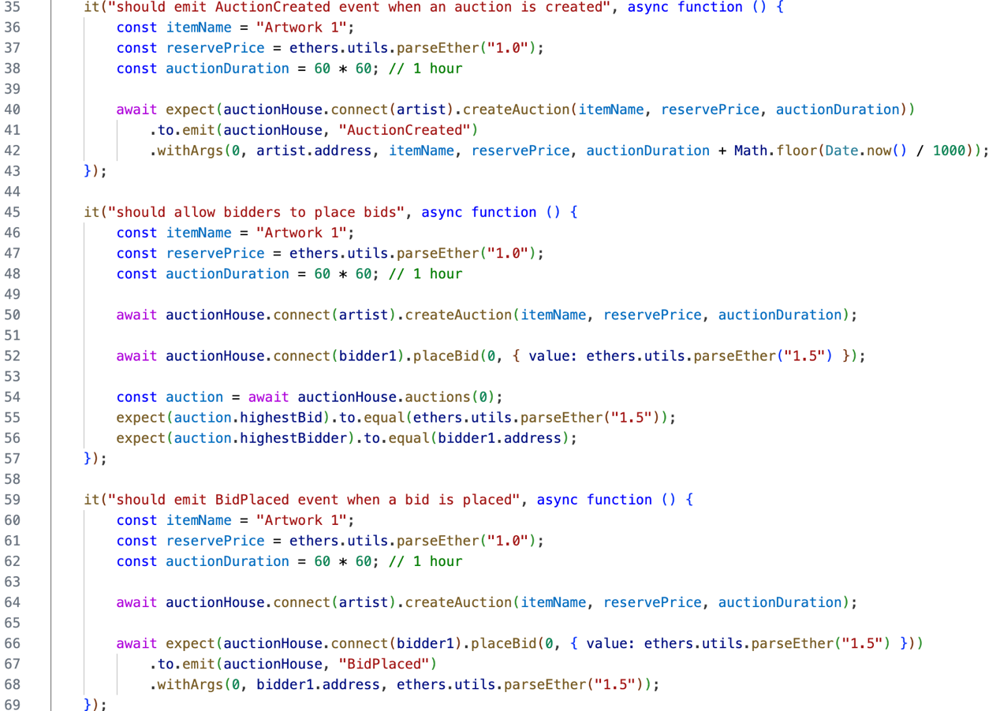 35 it("should emit AuctionCreated event when an auction is created", async function () {
36 const itemName = "Artwork 1";
37 const reservePrice = ethers.utils.parseEther("1.0");
38 const auctionDuration = 60 * 60; // 1 hour
39
40 await expect(auctionHouse.connect(artist).createAuction(itemName, reservePrice, auctionDuration))
41 .to.emit(auctionHouse, "AuctionCreated")
42 .withArgs(0, artist.address, itemName, reservePrice, auctionDuration + Math.floor(Date.now() / 1000));
43 });
44
45 it("should allow bidders to place bids", async function () {
46 const itemName = "Artwork 1";
47 const reservePrice = ethers.utils.parseEther("1.0");
48 const auctionDuration = 60 * 60; // 1 hour
49
50 await auctionHouse.connect(artist).createAuction(itemName, reservePrice, auctionDuration);
51
52 await auctionHouse.connect(bidder1).placeBid(0, { value: ethers.utils.parseEther("1.5") });
53
54 const auction = await auctionHouse.auctions(0);
55 expect(auction.highestBid).to.equal(ethers.utils.parseEther("1.5"));
56 expect(auction.highestBidder).to.equal(bidder1.address);
57 });
58
59 it("should emit BidPlaced event when a bid is placed", async function () {
60 const itemName = "Artwork 1";
61 const reservePrice = ethers.utils.parseEther("1.0");
62 const auctionDuration = 60 * 60; // 1 hour
63
64 await auctionHouse.connect(artist).createAuction(itemName, reservePrice, auctionDuration);
65
66 await expect(auctionHouse.connect(bidder1).placeBid(0, { value: ethers.utils.parseEther("1.5") }))
67 .to.emit(auctionHouse, "BidPlaced")
68 .withArgs(0, bidder1.address, ethers.utils.parseEther("1.5"));
69 });